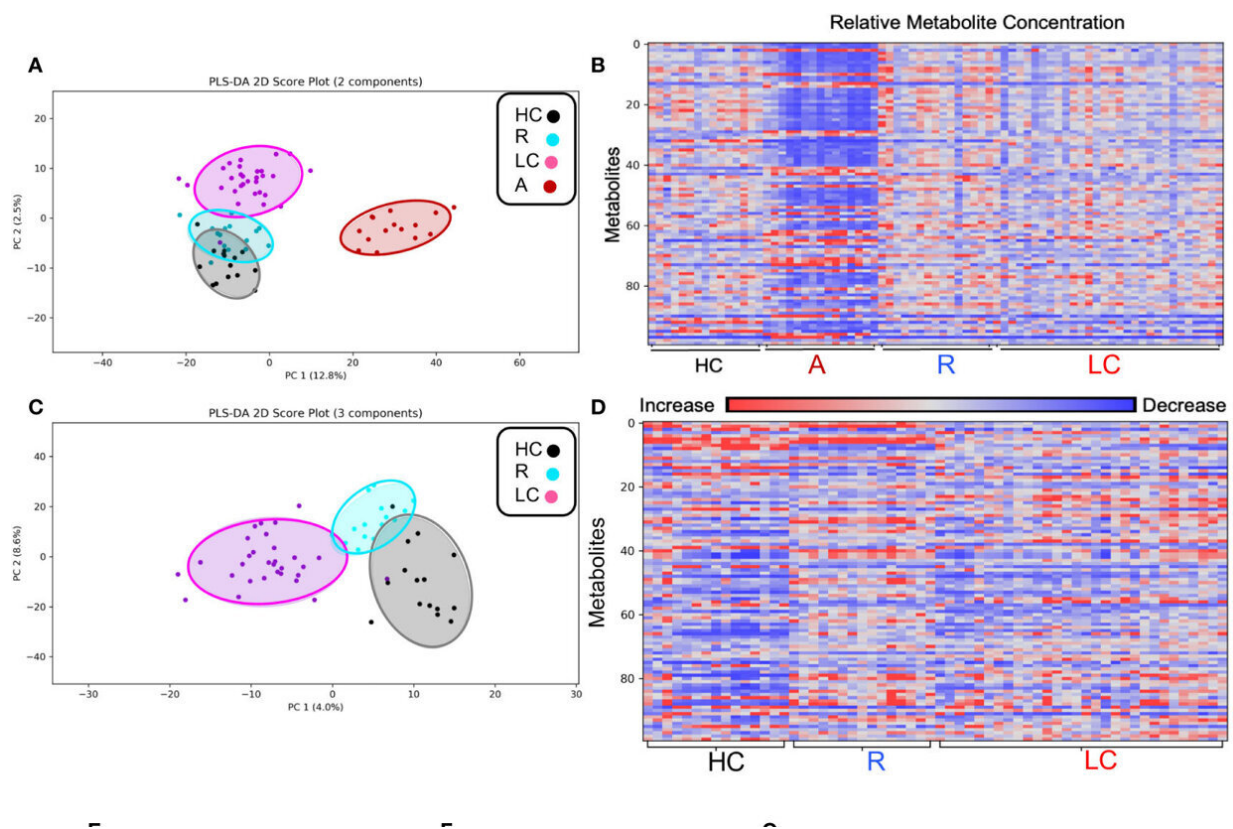 Relative Metabolite Concentration
A
PLS-DA 2D Score Plot (2 components)
HC
R
LC
A
20
10
0
−10
−20
PC 2 (2.5%)
−40
−20
0
20
40
60
PC 1 (12.8%)
B
0
20
40
60
80
Metabolites
HC
A
R
LC
C
PLS-DA 2D Score Plot (3 components)
HC
R
LC
40
20
0
−20
−40
PC 2 (8.6%)
−30
−20
−10
0
10
20
30
PC 1 (4.0%)
D
Increase
Decrease
0
20
40
60
80
Metabolites
HC
R
LC